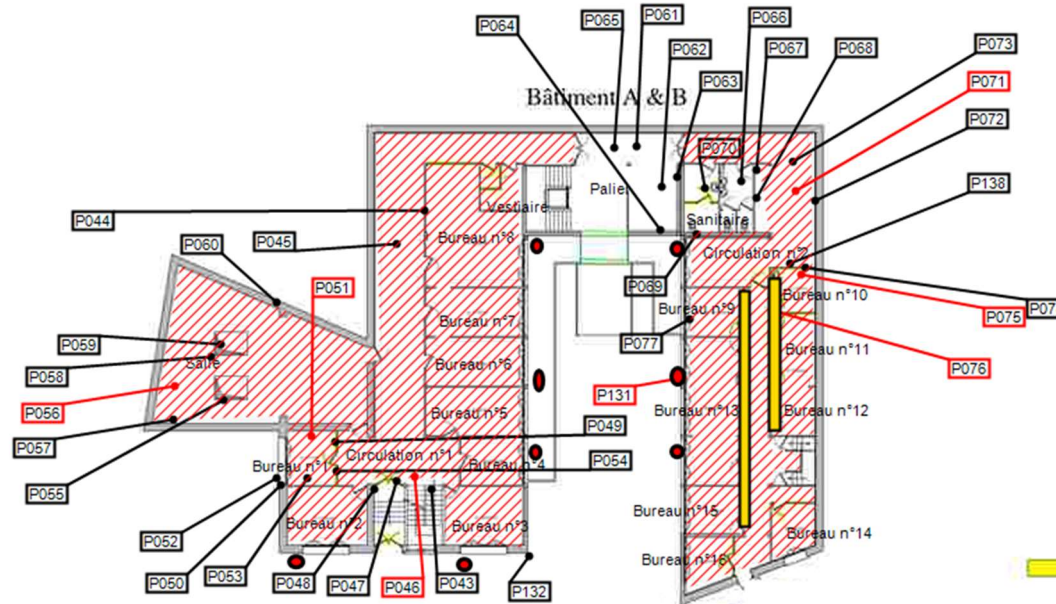 P065
P061
P066
P064
P062
P067
P068
P073
P063
P071
Bâtiment A & B
P072
P070
P138
Palier
Vestiaire
P044
Sanitaire
P060
P045
Bureau n°8
Circulation n°2
P069
P051
Bureau n°10
Bureau n°9
P075
Bureau n°7
P077
P059
Bureau n°11
Salle
P076
P058
Bureau n°6
P131
P056
Bureau n°5
Bureau n°13
Bureau n°12
P049
P057
Circulation n°1
P054
Bureau n°1
Bureau n°4
P055
Bureau n°15
Bureau n°2
Bureau n°3
Bureau n°14
P052
Bureau n°16
P050
P053
P048
P047
P046
P043
P132